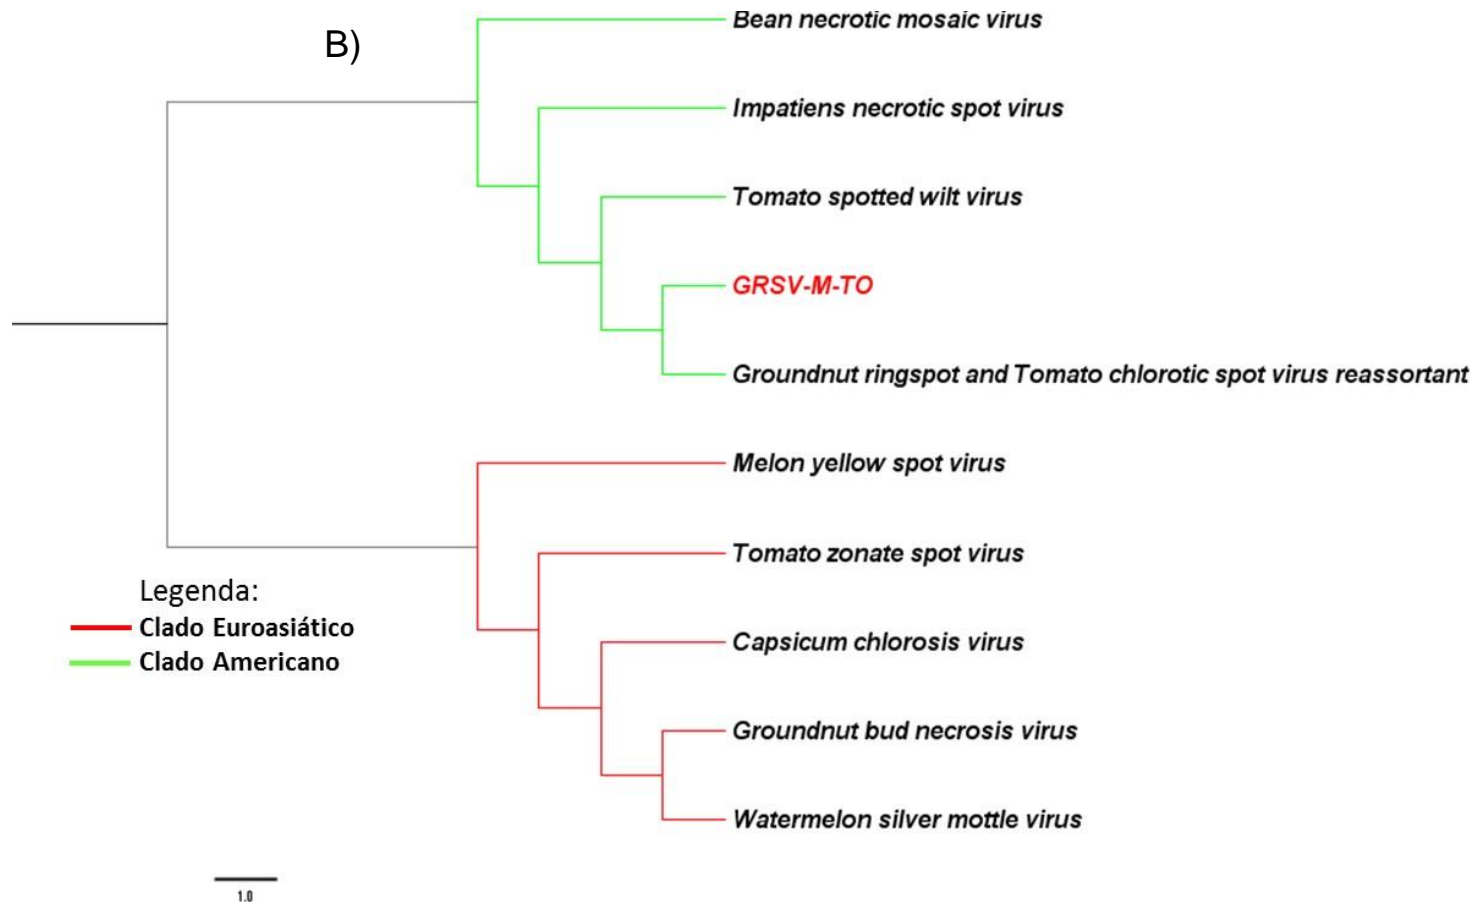 B)
Bean necrotic mosaic virus
Impatiens necrotic spot virus
Tomato spotted wilt virus
GRSV-M-TO
Groundnut ringspot and Tomato chlorotic spot virus reassortant
Melon yellow spot virus
Tomato zonate spot virus
Legenda:
Clado Euroasiático
Clado Americano
Capsicum chlorosis virus
Groundnut bud necrosis virus
Watermelon silver mottle virus
1.0